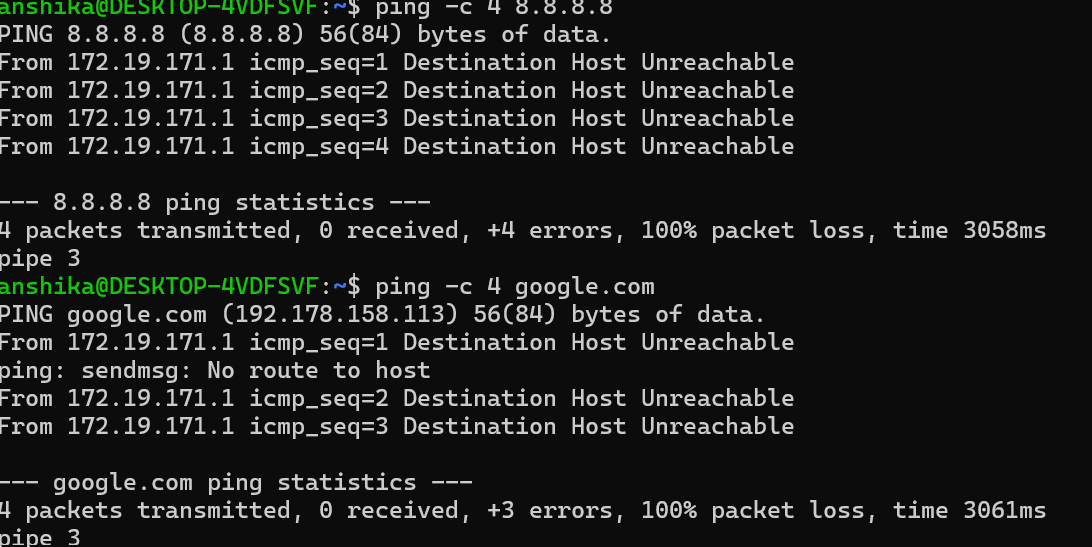 anshika@DESKTOP-4VDFSVF:~$ ping -c 4 8.8.8.8
PING 8.8.8.8 (8.8.8.8) 56(84) bytes of data.
From 172.19.171.1 icmp_seq=1 Destination Host Unreachable
From 172.19.171.1 icmp_seq=2 Destination Host Unreachable
From 172.19.171.1 icmp_seq=3 Destination Host Unreachable
From 172.19.171.1 icmp_seq=4 Destination Host Unreachable
--- 8.8.8.8 ping statistics ---
4 packets transmitted, 0 received, +4 errors, 100% packet loss, time 3058ms
pipe 3
anshika@DESKTOP-4VDFSVF:~$ ping -c 4 google.com
PING google.com (192.178.158.113) 56(84) bytes of data.
From 172.19.171.1 icmp_seq=1 Destination Host Unreachable
ping: sendmsg: No route to host
From 172.19.171.1 icmp_seq=2 Destination Host Unreachable
From 172.19.171.1 icmp_seq=3 Destination Host Unreachable
--- google.com ping statistics ---
4 packets transmitted, 0 received, +3 errors, 100% packet loss, time 3061ms
pipe 3